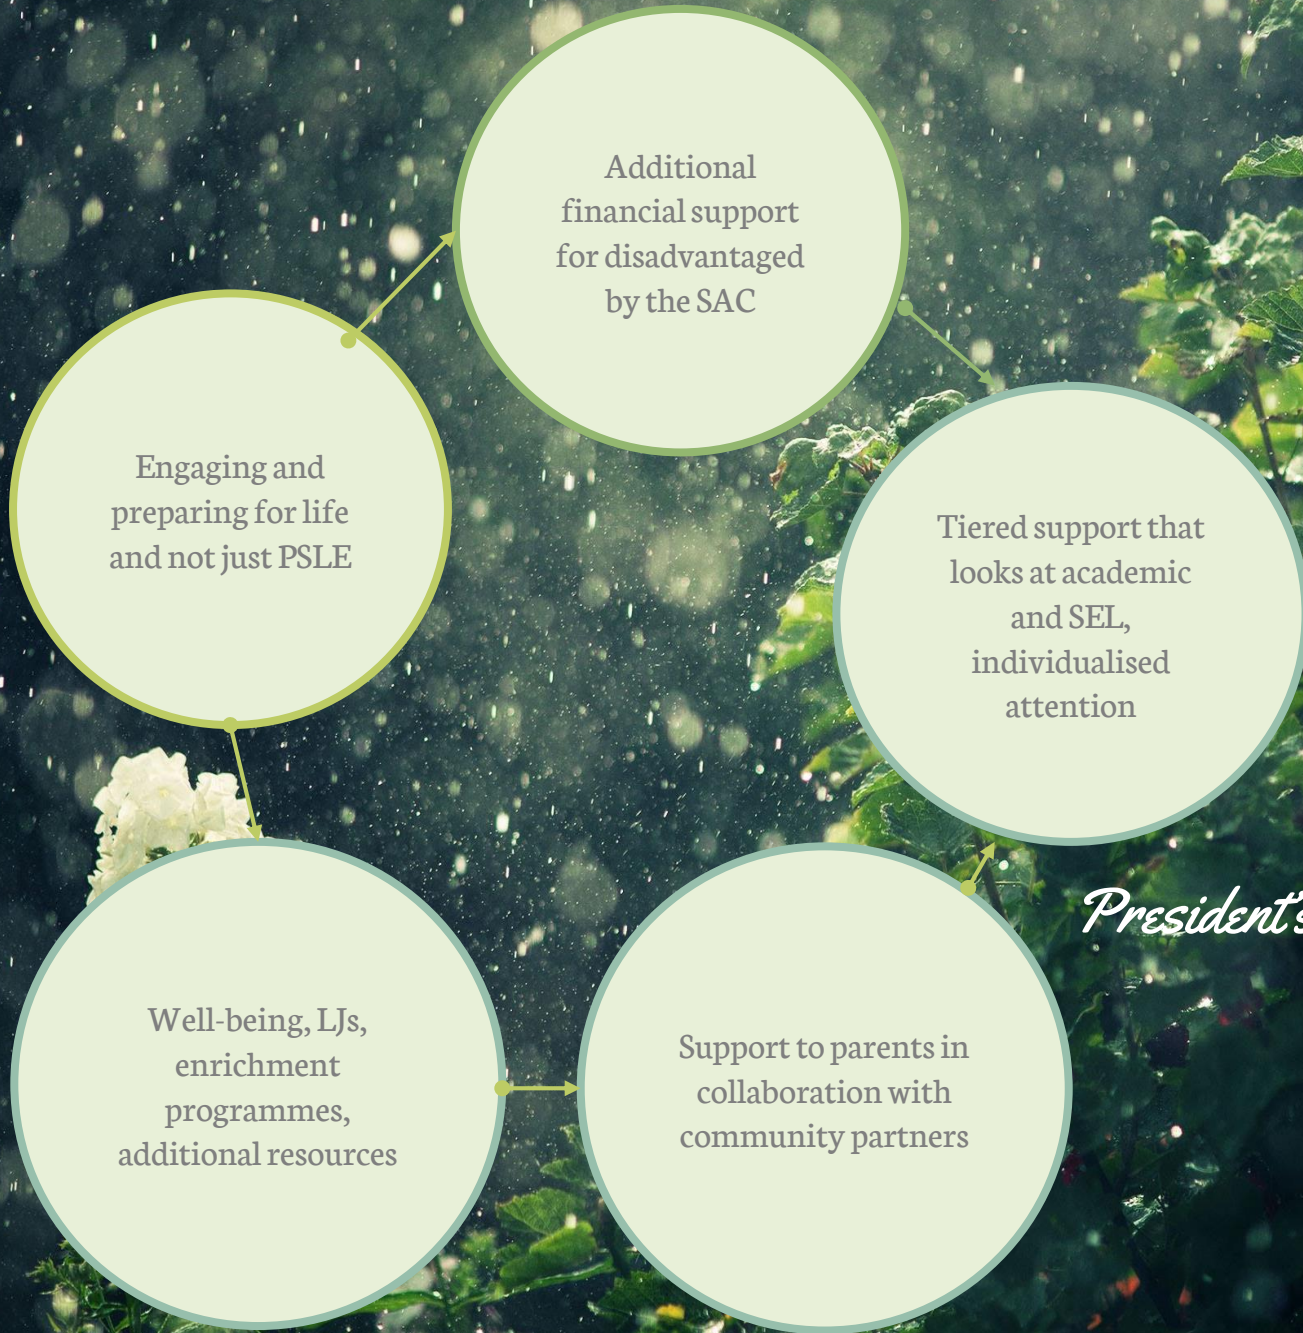 Additional
financial support
for disadvantaged
by the SAC
Engaging and
preparing for life
and not just PSLE
Tiered support that
looks at academic
and SEL,
individualised
attention
President's
Well-being, LJs,
enrichment
programmes,
additional resources
Support to parents in
collaboration with
community partners